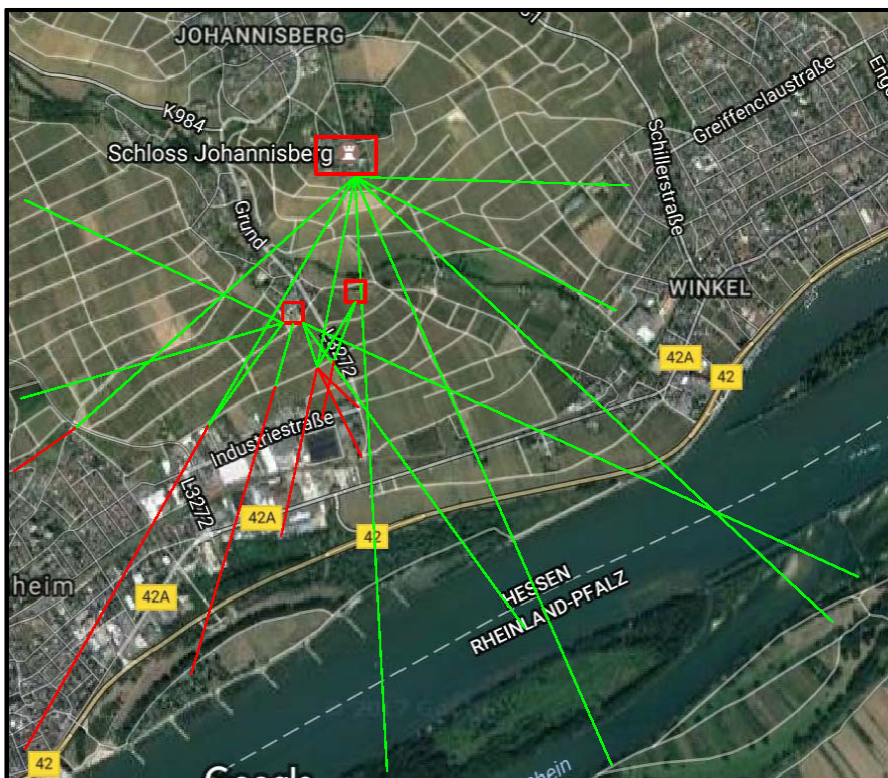 JOHANNISBERG
K984
Schloss Johannisberg
Greiffenclaustraße
Schillerstraße
Grund
WINKEL
L3272
42A
42
Industriestraße
L3272
42A
42
HESSEN
RHEINLAND-PFALZ
heim
42A
42
Google
hein